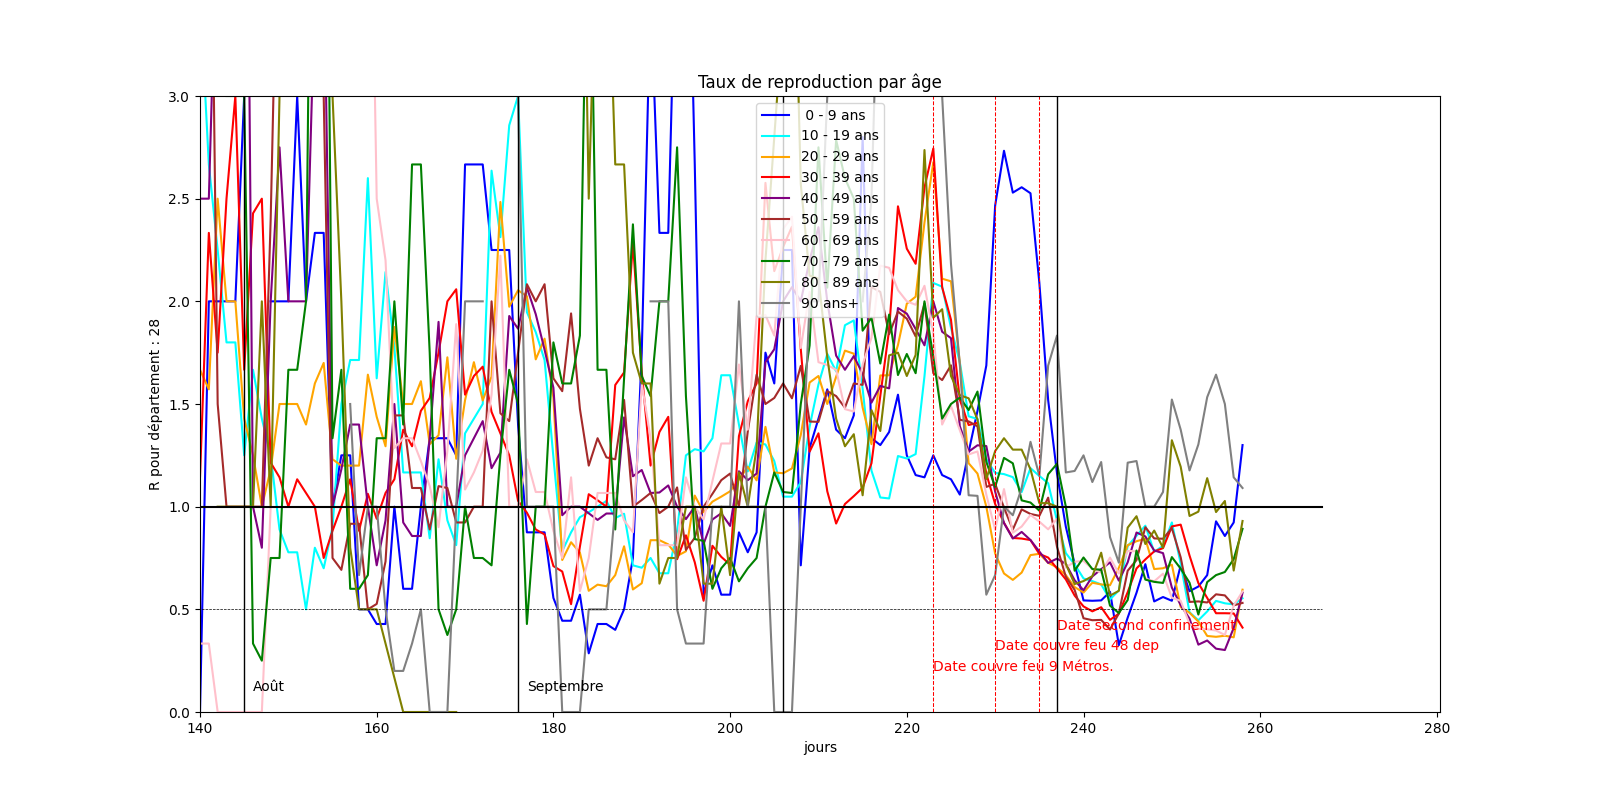 Taux de reproduction par âge
3.0
2.5
2.0
1.5
1.0
0.5
0.0
R pour département : 28
0 - 9 ans
10 - 19 ans
20 - 29 ans
30 - 39 ans
40 - 49 ans
50 - 59 ans
60 - 69 ans
70 - 79 ans
80 - 89 ans
90 ans+
Date second confinement
Date couvre feu 48 dep
Date couvre feu 9 Métros.
Août
Septembre
140
160
180
200
220
240
260
280
jours